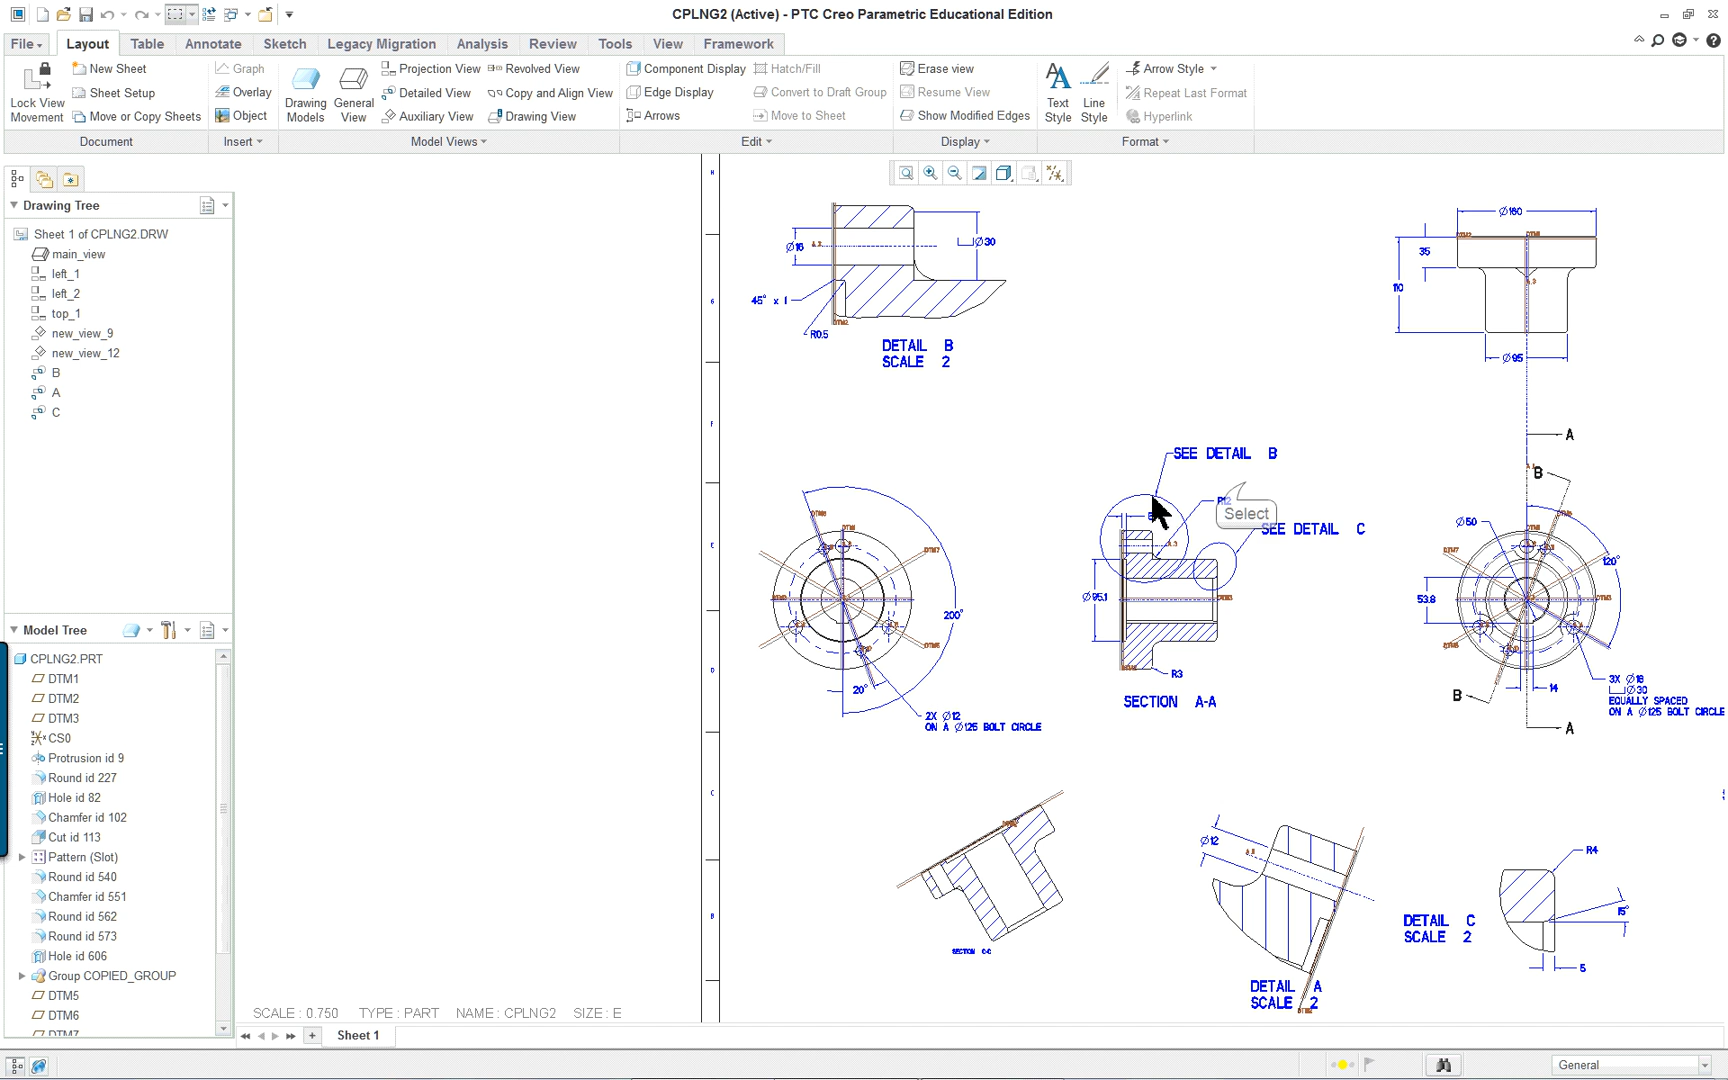 CPLNG2 (Active) - PTC Creo Parametric Educational Edition
File
Layout
Table
Annotate
Sketch
Legacy Migration
Analysis
Review
Tools
View
Framework
Lock View Movement
New Sheet
Sheet Setup
Move or Copy Sheets
Document
Graph
Overlay
Object
Insert
Drawing Models
General View
Projection View
Detailed View
Auxiliary View
Revolved View
Copy and Align View
Drawing View
Model Views
Component Display
Edge Display
Arrows
Hatch/Fill
Convert to Draft Group
Move to Sheet
Edit
Erase view
Resume View
Show Modified Edges
Display
Text Style
Line Style
Arrow Style
Repeat Last Format
Hyperlink
Format
Drawing Tree
Sheet 1 of CPLNG2.DRW
main_view
left_1
left_2
top_1
new_view_9
new_view_12
B
A
C
Model Tree
CPLNG2.PRT
DTM1
DTM2
DTM3
CS0
Protrusion id 9
Round id 227
Hole id 82
Chamfer id 102
Cut id 113
Pattern (Slot)
Round id 540
Chamfer id 551
Round id 562
Round id 573
Hole id 606
Group COPIED_GROUP
DTM5
DTM6
DTM7
H
G
F
E
D
C
B
Ø16
Ø30
45° x 1
R0.5
DETAIL B
SCALE 2
Ø160
35
110
Ø95
A
B
SEE DETAIL B
R12
Select
SEE DETAIL C
Ø95.1
R3
SECTION A-A
200°
20°
2X Ø12
ON A Ø125 BOLT CIRCLE
Ø50
120°
53.8
14
B
A
3X Ø16
Ø30
EQUALLY SPACED
ON A Ø125 BOLT CIRCLE
SECTION C-C
Ø12
DETAIL A
SCALE 2
R4
15°
5
DETAIL C
SCALE 2
SCALE : 0.750 TYPE : PART NAME : CPLNG2 SIZE : E
Sheet 1
General